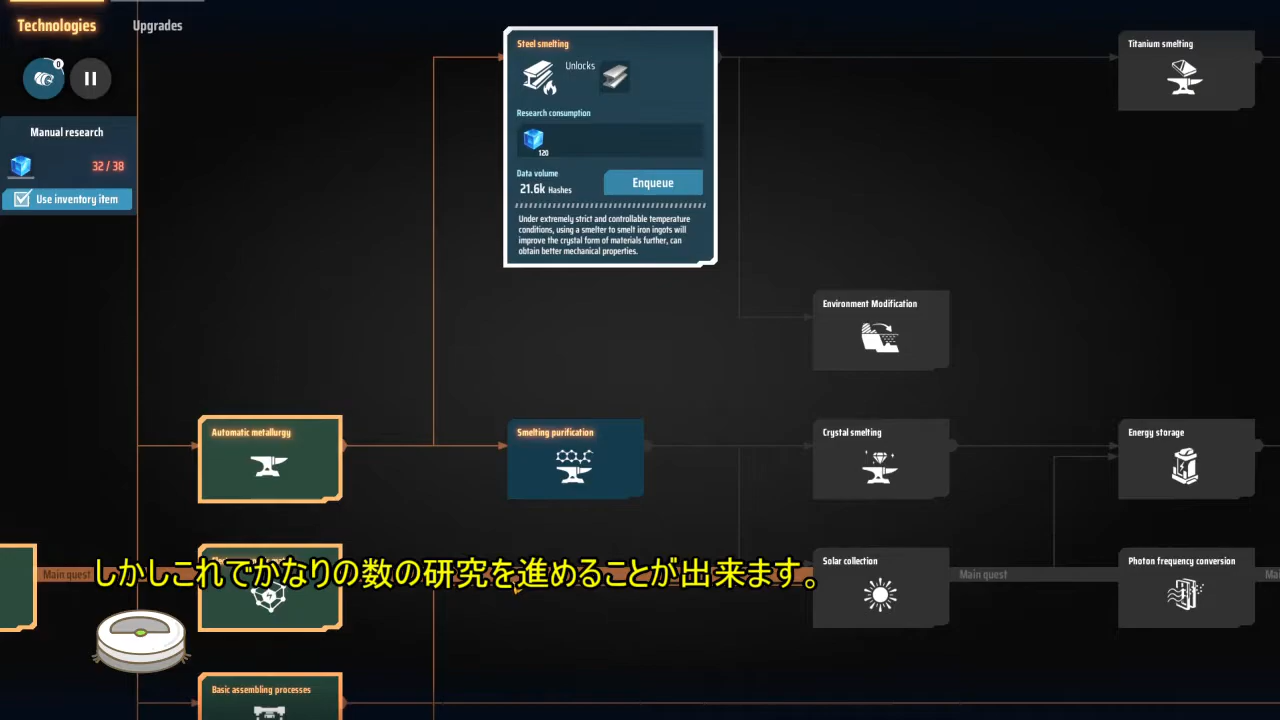 Technologies
Upgrades
0
Manual research
32 / 38
Use inventory item
Steel smelting
Unlocks
Research consumption
120
Data volume
21.6k Hashes
Enqueue
Under extremely strict and controllable temperature
conditions, using a smelter to smelt iron ingots will
improve the crystal form of materials further, can
obtain better mechanical properties.
Titanium smelting
Environment Modification
Automatic metallurgy
Smelting purification
Crystal smelting
Energy storage
Main quest
しかしこれでかなりの数の研究を進めることが出来ます。
Solar collection
Main quest
Photon frequency conversion
Basic assembling processes